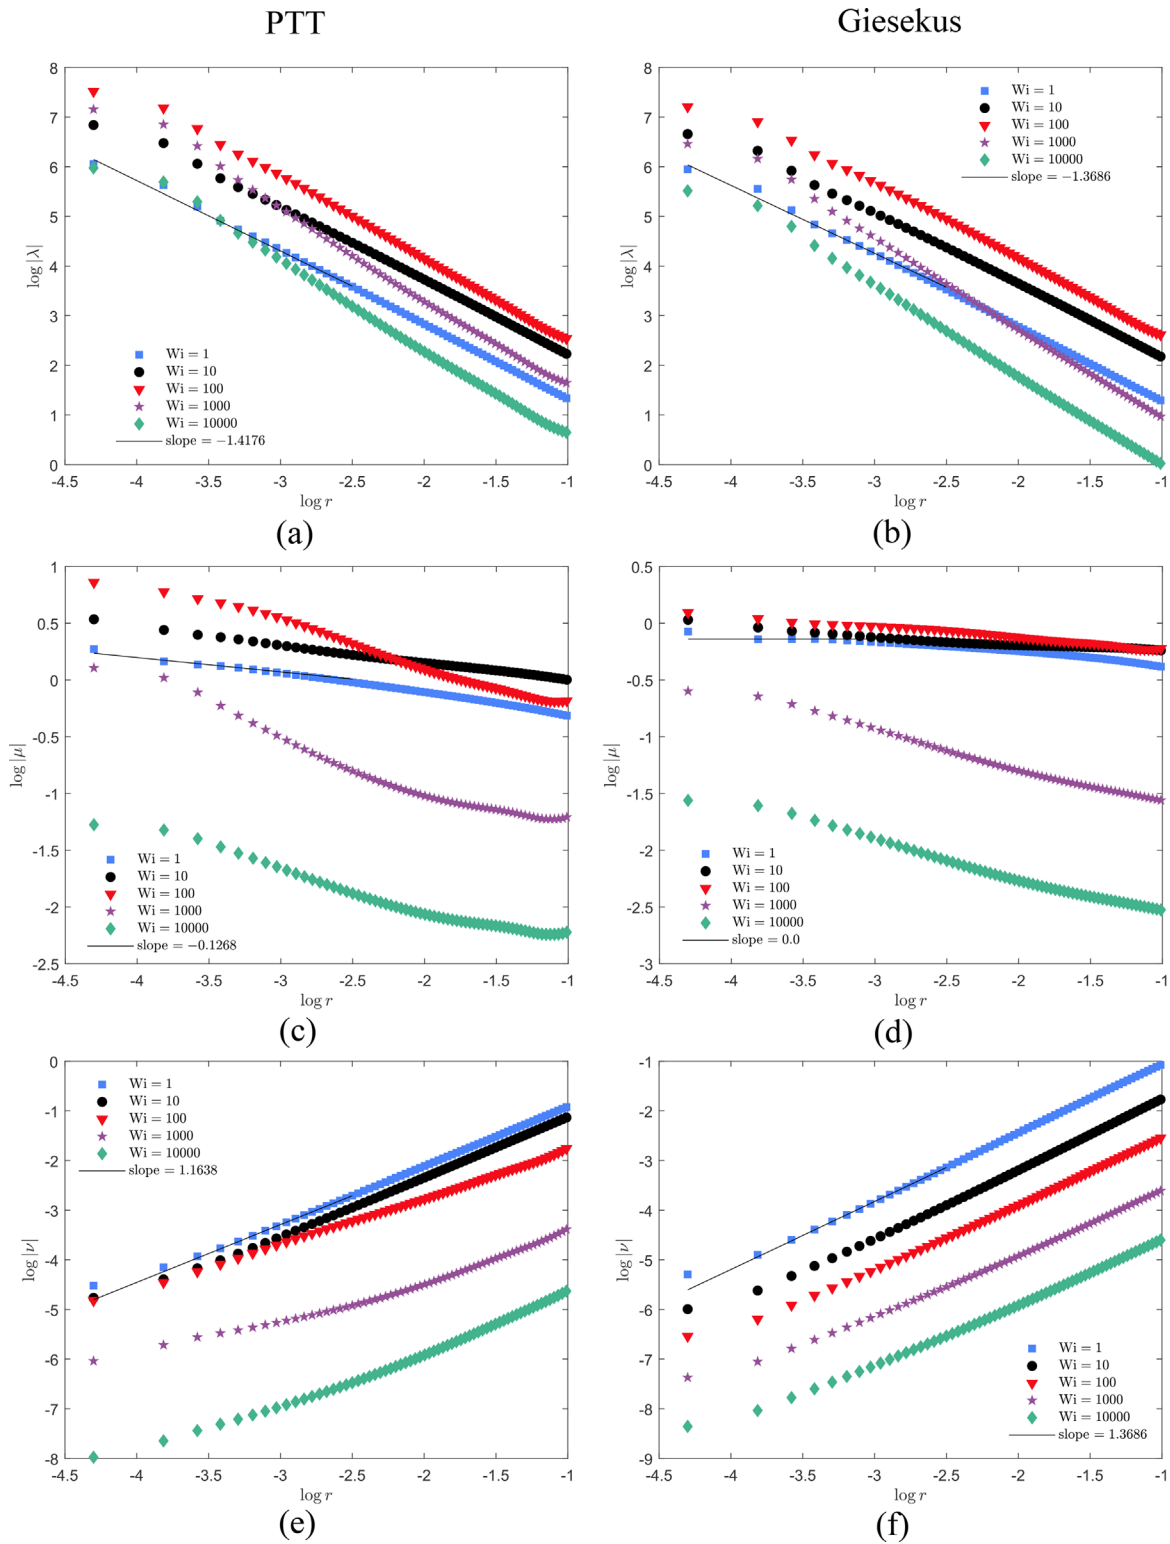 PTT
Giesekus
8
7
6
5
4
3
2
1
0
log |λ|
Wi = 1
Wi = 10
Wi = 100
Wi = 1000
Wi = 10000
slope = −1.4176
-4.5 -4 -3.5 -3 -2.5 -2 -1.5 -1
log r
(a)
8
7
6
5
4
3
2
1
0
log |λ|
Wi = 1
Wi = 10
Wi = 100
Wi = 1000
Wi = 10000
slope = −1.3686
-4.5 -4 -3.5 -3 -2.5 -2 -1.5 -1
log r
(b)
1
0.5
0
-0.5
-1
-1.5
-2
-2.5
log |μ|
Wi = 1
Wi = 10
Wi = 100
Wi = 1000
Wi = 10000
slope = −0.1268
-4.5 -4 -3.5 -3 -2.5 -2 -1.5 -1
log r
(c)
0.5
0
-0.5
-1
-1.5
-2
-2.5
-3
log |μ|
Wi = 1
Wi = 10
Wi = 100
Wi = 1000
Wi = 10000
slope = 0.0
-4.5 -4 -3.5 -3 -2.5 -2 -1.5 -1
log r
(d)
0
-1
-2
-3
-4
-5
-6
-7
-8
log |ν|
Wi = 1
Wi = 10
Wi = 100
Wi = 1000
Wi = 10000
slope = 1.1638
-4.5 -4 -3.5 -3 -2.5 -2 -1.5 -1
log r
(e)
-1
-2
-3
-4
-5
-6
-7
-8
-9
log |ν|
Wi = 1
Wi = 10
Wi = 100
Wi = 1000
Wi = 10000
slope = 1.3686
-4.5 -4 -3.5 -3 -2.5 -2 -1.5 -1
log r
(f)